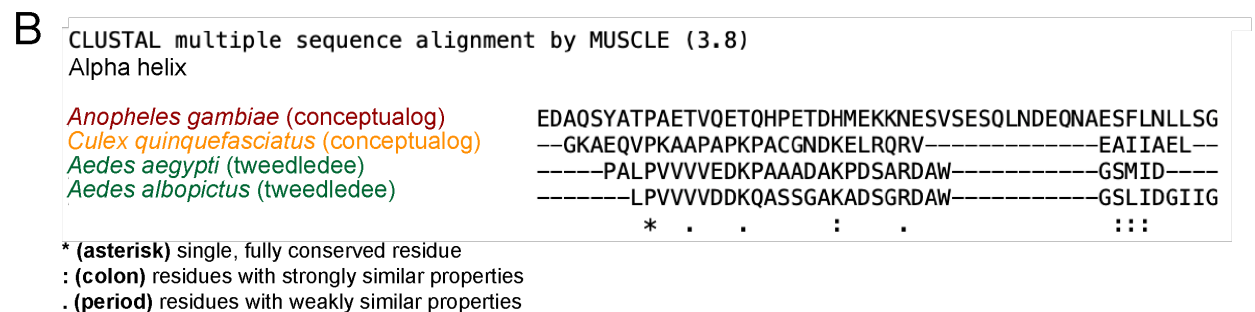 B
CLUSTAL multiple sequence alignment by MUSCLE (3.8)
Alpha helix
Anopheles gambiae (conceptualog) EDAQSYATPAETVQETQHPETDHMEKKNESVSESQLNDEQNAESFLNLLSG
Culex quinquefasciatus (conceptualog) --GKAEQVPKAAPAPKPACGNDKELRQRV-------------EAIIAEL--
Aedes aegypti (tweedledee) -----PALPVVVVEDKPAAADAKPDSARDAW-----------GSMID----
Aedes albopictus (tweedledee) -------LPVVVVDDKQASSGAKADSGRDAW-----------GSLIDGIIG
* . . : . :::
* (asterisk) single, fully conserved residue
: (colon) residues with strongly similar properties
. (period) residues with weakly similar properties